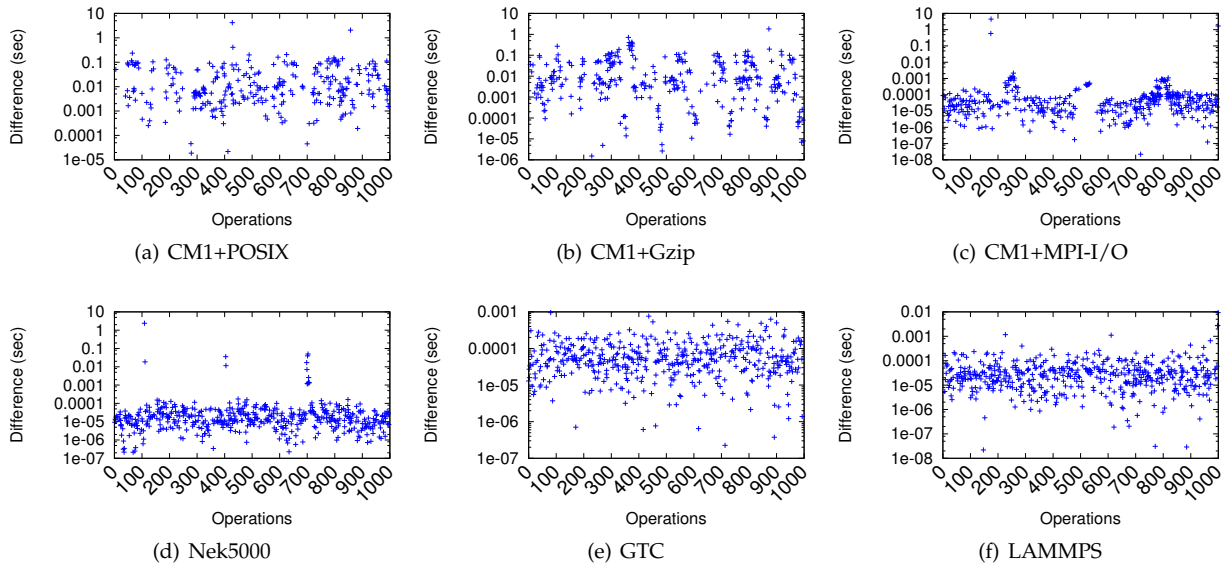 Difference (sec)
10
1
0.1
0.01
0.001
0.0001
1e-05
0 100 200 300 400 500 600 700 800 900 1000
Operations
(a) CM1+POSIX
Difference (sec)
10
1
0.1
0.01
0.001
0.0001
1e-05
1e-06
0 100 200 300 400 500 600 700 800 900 1000
Operations
(b) CM1+Gzip
Difference (sec)
10
1
0.1
0.01
0.001
0.0001
1e-05
1e-06
1e-07
1e-08
0 100 200 300 400 500 600 700 800 900 1000
Operations
(c) CM1+MPI-I/O
Difference (sec)
10
1
0.1
0.01
0.001
0.0001
1e-05
1e-06
1e-07
0 100 200 300 400 500 600 700 800 900 1000
Operations
(d) Nek5000
Difference (sec)
0.001
0.0001
1e-05
1e-06
1e-07
0 100 200 300 400 500 600 700 800 900 1000
Operations
(e) GTC
Difference (sec)
0.01
0.001
0.0001
1e-05
1e-06
1e-07
1e-08
0 100 200 300 400 500 600 700 800 900 1000
Operations
(f) LAMMPS